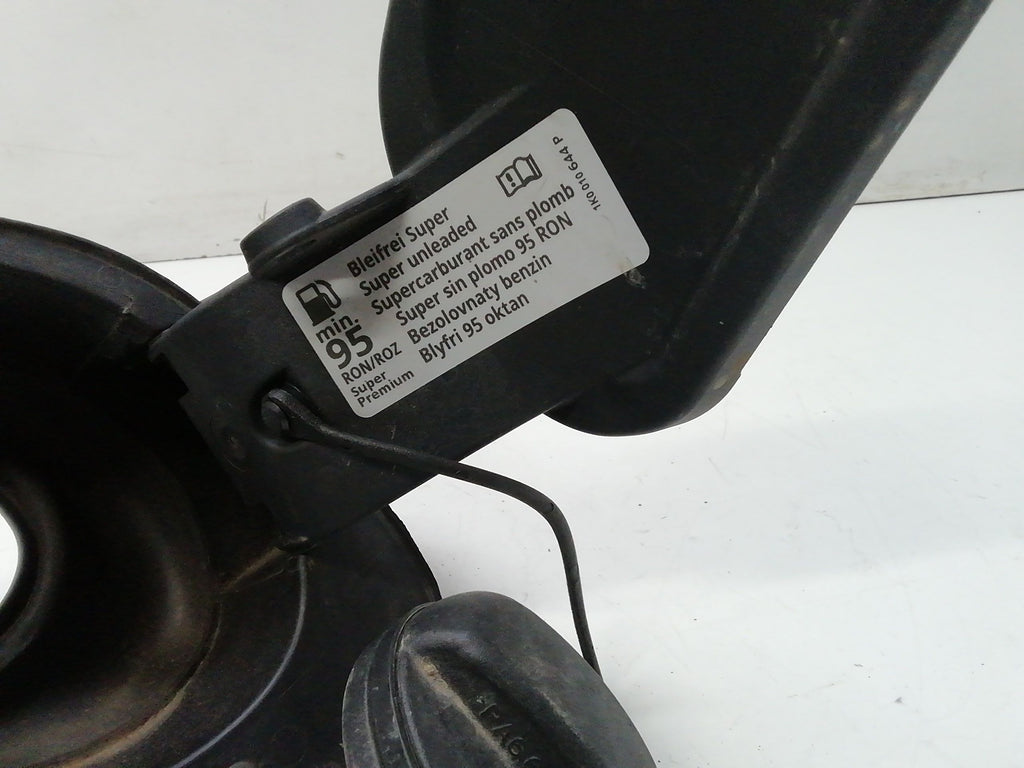 min.
95
RON/ROZ
Super
Premium
Bleifrei Super
Super unleaded
Supercarburant sans plomb
Super sin plomo 95 RON
Bezolovnaty benzin
Blyfri 95 oktan
1K0 010 644 P